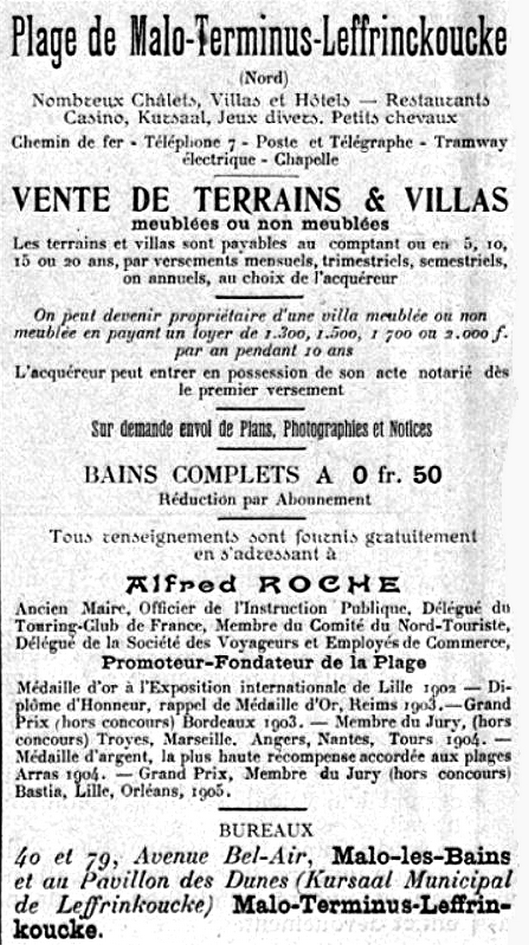 Plage de Malo-Terminus-Leffrinckoucke
(Nord)
Nombreux Châlets, Villas et Hôtels — Restaurants
Casino, Kursaal, Jeux divers, Petits chevaux
Chemin de fer - Téléphone 7 - Poste et Télégraphe - Tramway
électrique - Chapelle
VENTE DE TERRAINS & VILLAS
meublées ou non meublées
Les terrains et villas sont payables au comptant ou en 5, 10,
15 ou 20 ans, par versements mensuels, trimestriels, semestriels,
on annuels, au choix de l'acquéreur
On peut devenir propriétaire d'une villa meublée ou non
meublée en payant un loyer de 1.300, 1.500, 1 700 ou 2.000 f.
par an pendant 10 ans
L'acquéreur peut entrer en possession de son acte notarié dès
le premier versement
Sur demande envoi de Plans, Photographies et Notices
BAINS COMPLETS A 0 fr. 50
Réduction par Abonnement
Tous renseignements sont fournis gratuitement
en s'adressant à
Alfred ROCHE
Ancien Maire, Officier de l'Instruction Publique, Délégué du
Touring-Club de France, Membre du Comité du Nord-Touriste,
Délégué de la Société des Voyageurs et Employés de Commerce,
Promoteur-Fondateur de la Plage
Médaille d'or à l'Exposition internationale de Lille 1902 — Di-
plôme d'Honneur, rappel de Médaille d'Or, Reims 1903.—Grand
Prix (hors concours) Bordeaux 1903. — Membre du Jury, (hors
concours) Troyes, Marseille, Angers, Nantes, Tours 1904. —
Médaille d'argent, la plus haute récompense accordée aux plages
Arras 1904. — Grand Prix, Membre du Jury (hors concours)
Bastia, Lille, Orléans, 1905.
BUREAUX
40 et 79, Avenue Bel-Air, Malo-les-Bains
et au Pavillon des Dunes (Kursaal Municipal
de Leffrinkoucke) Malo-Terminus-Leffrin-
koucke.